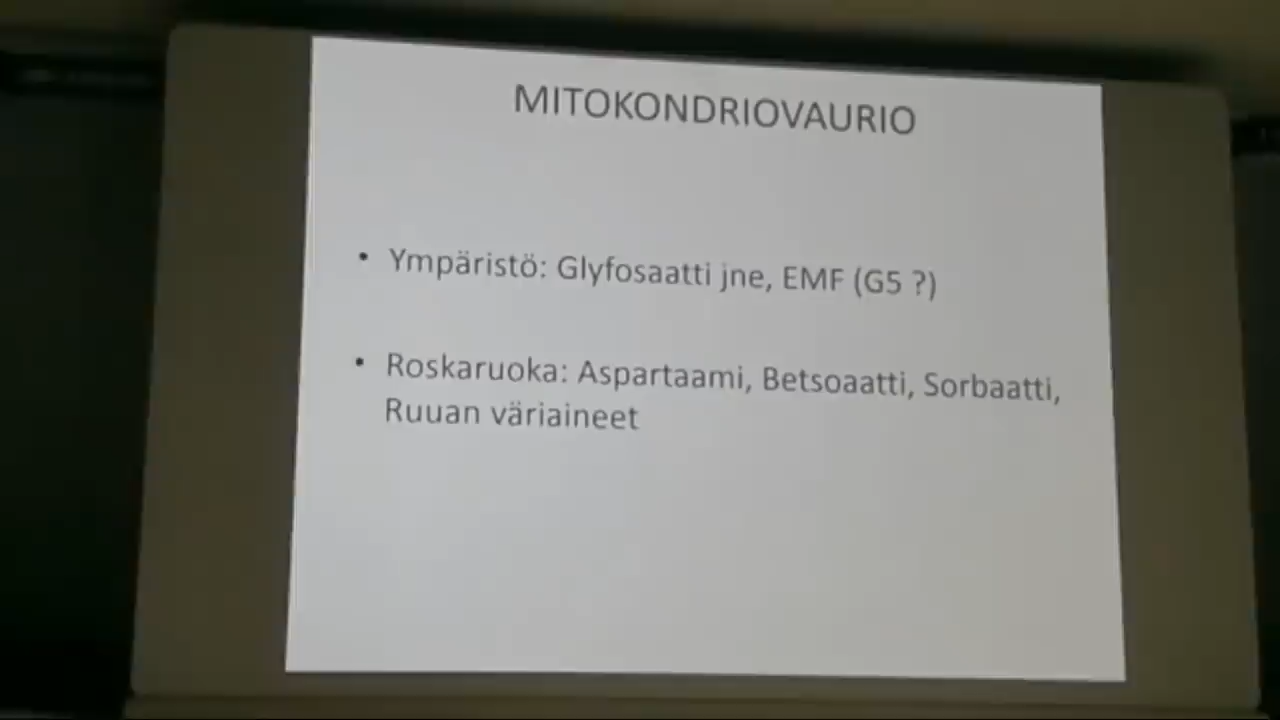 MITOKONDRIOVAURIO
• Ympäristö: Glyfosaatti jne, EMF (G5 ?)
• Roskaruoka: Aspartaami, Betsoaatti, Sorbaatti,
Ruuan väriaineet